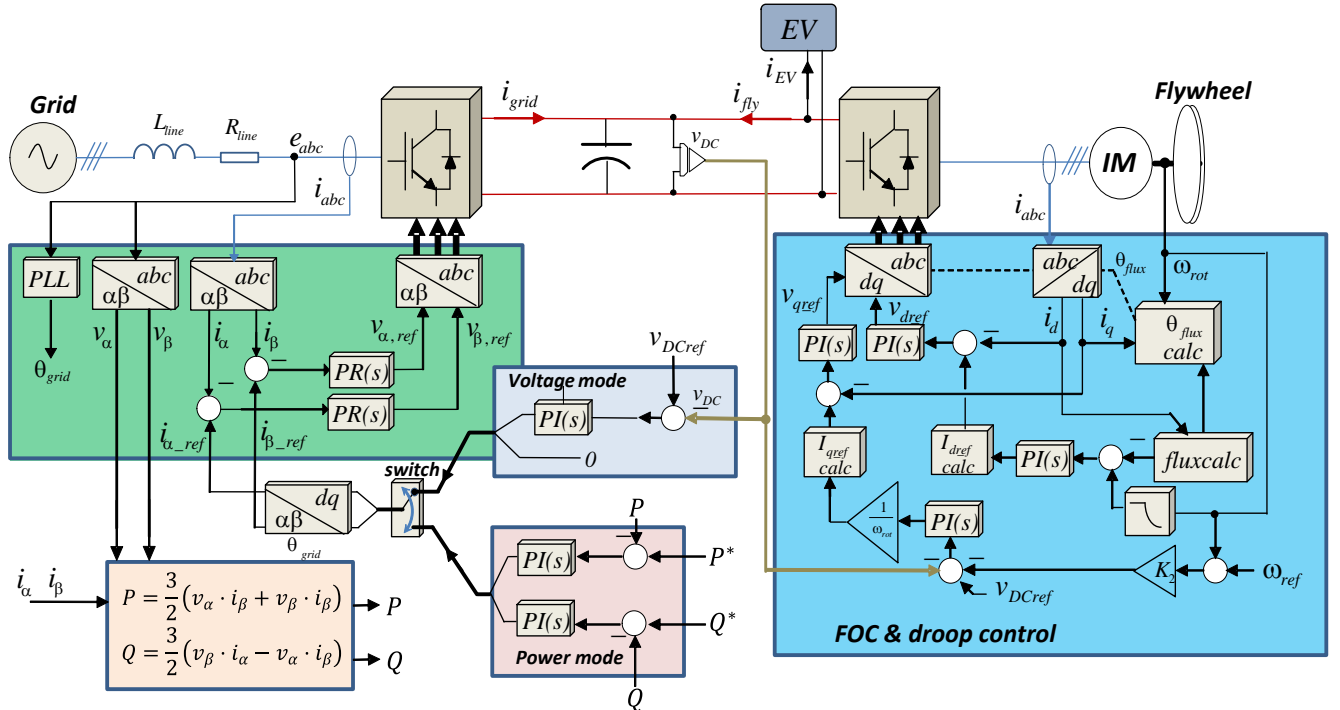 EV
i_EV
Grid
L_line
R_line
e_abc
i_abc
i_grid
i_fly
v_DC
Flywheel
IM
i_abc
ω_rot
PLL
abc
αβ
abc
αβ
abc
αβ
v_α
v_β
i_α
i_β
v_α,ref
v_β,ref
θ_grid
−
−
PR(s)
PR(s)
i_α_ref
i_β_ref
v_DCref
Voltage mode
PI(s)
v_DC
−
0
switch
dq
αβ
θ_grid
P
−
PI(s)
P*
PI(s)
Q*
−
Power mode
Q
i_α
i_β
P = 3/2 (v_α · i_β + v_β · i_β)
P
Q = 3/2 (v_β · i_α − v_α · i_β)
Q
abc
dq
abc
dq
θ_flux
v_qref
v_dref
i_d
i_q
θ_flux
calc
PI(s)
PI(s)
−
−
I_qref
calc
I_dref
calc
PI(s)
−
−
fluxcalc
1/ω_rot
PI(s)
−
−
K_2
ω_ref
v_DCref
FOC & droop control